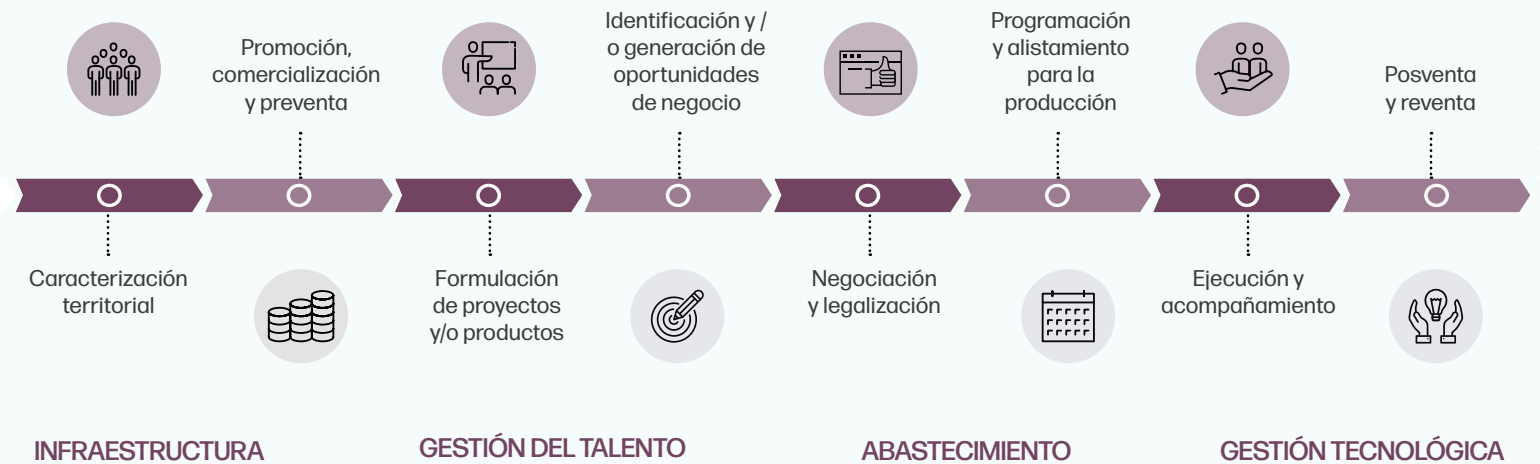 Caracterización
territorial
Promoción,
comercialización
y preventa
Formulación
de proyectos
y/o productos
Identificación y /
o generación de
oportunidades
de negocio
Negociación
y legalización
Programación
y alistamiento
para la
producción
Ejecución y
acompañamiento
Posventa
y reventa
INFRAESTRUCTURA
GESTIÓN DEL TALENTO
ABASTECIMIENTO
GESTIÓN TECNOLÓGICA